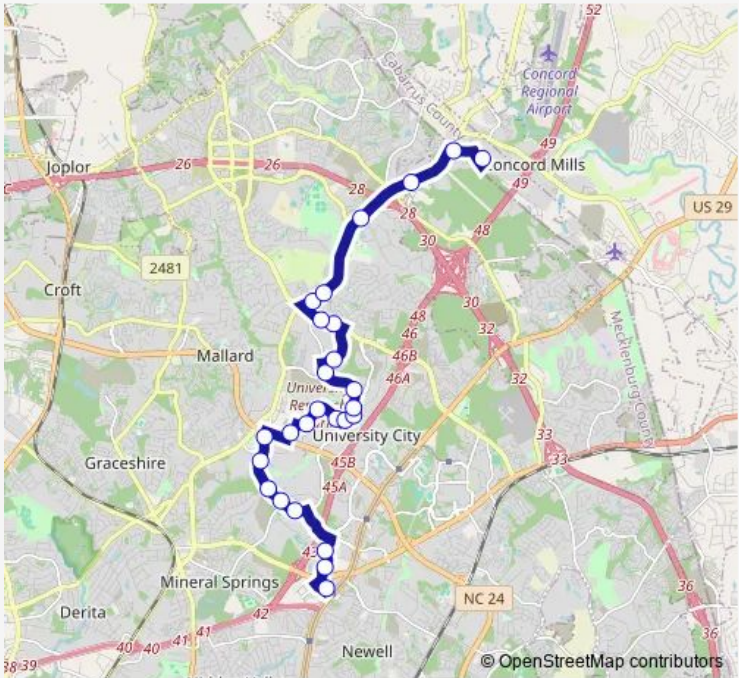 52
Cabarrus County
Concord
Regional
Airport
49
Joplor
26
26
Concord Mills
49
28
C
28
US 29
48
30
2481
30
Croft
48
32
46
Mecklenburg County
Mallard
46B
46A
32
University
University City
33
Graceshire
45B
33
45A
43
Mineral Springs
36
42
NC 24
Derita
41
41
40
40
36
38
39
Newell
© OpenStreetMap contributors